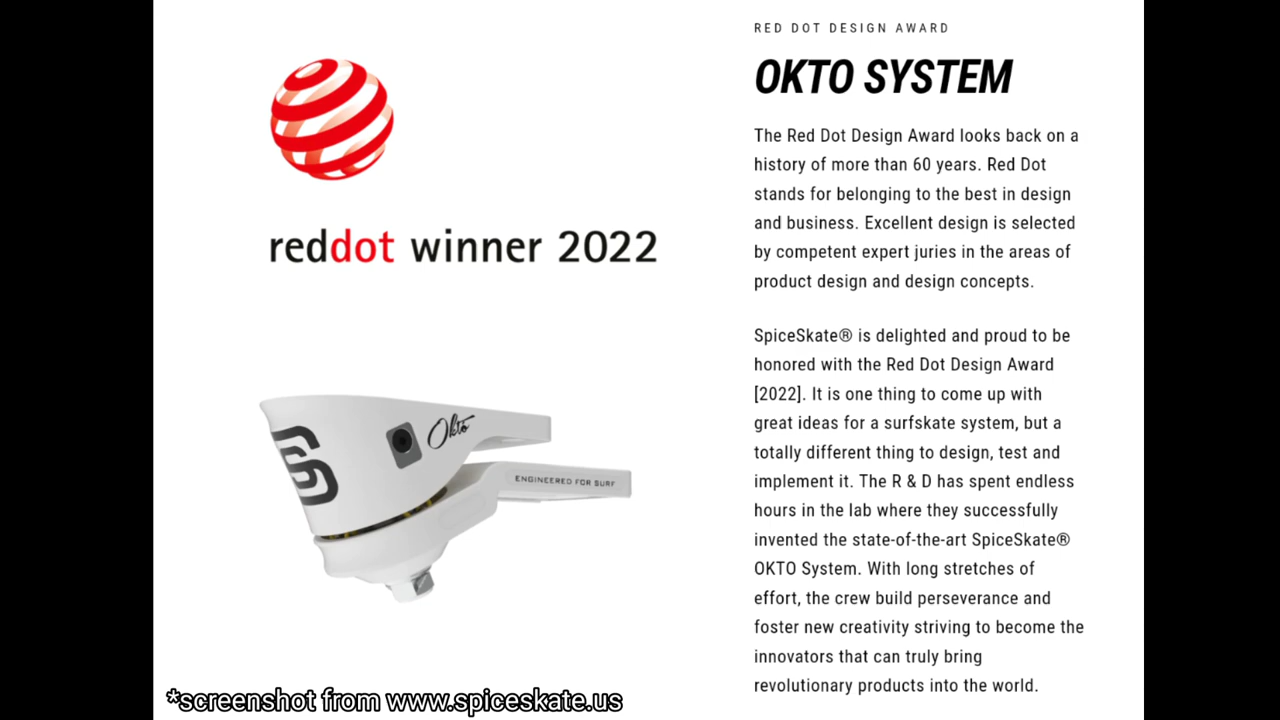 RED DOT DESIGN AWARD
OKTO SYSTEM
The Red Dot Design Award looks back on a
history of more than 60 years. Red Dot
stands for belonging to the best in design
and business. Excellent design is selected
by competent expert juries in the areas of
product design and design concepts.
SpiceSkate® is delighted and proud to be
honored with the Red Dot Design Award
[2022]. It is one thing to come up with
great ideas for a surfskate system, but a
totally different thing to design, test and
implement it. The R & D has spent endless
hours in the lab where they successfully
invented the state-of-the-art SpiceSkate®
OKTO System. With long stretches of
effort, the crew build perseverance and
foster new creativity striving to become the
innovators that can truly bring
revolutionary products into the world.
reddot winner 2022
Okto
ENGINEERED FOR SURF
*screenshot from www.spiceskate.us